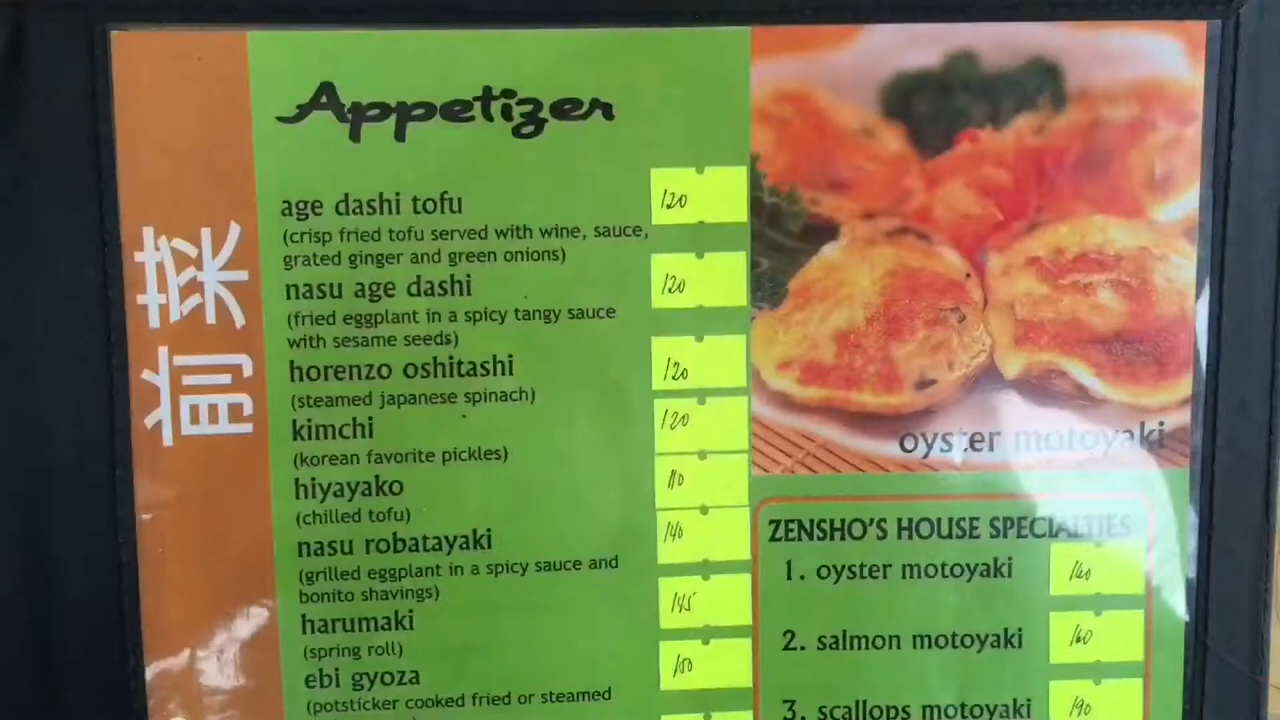 前菜
Appetizer
age dashi tofu 120
(crisp fried tofu served with wine, sauce,
grated ginger and green onions)
nasu age dashi 120
(fried eggplant in a spicy tangy sauce
with sesame seeds)
horenzo oshitashi 120
(steamed japanese spinach)
kimchi 120
(korean favorite pickles)
hiyayako 110
(chilled tofu)
nasu robatayaki 140
(grilled eggplant in a spicy sauce and
bonito shavings)
harumaki 145
(spring roll)
ebi gyoza
(potsticker cooked fried or steamed
oyster motoyaki
ZENSHO'S HOUSE SPECIALTIES
1. oyster motoyaki 160
2. salmon motoyaki 160
3. scallops motoyaki 190